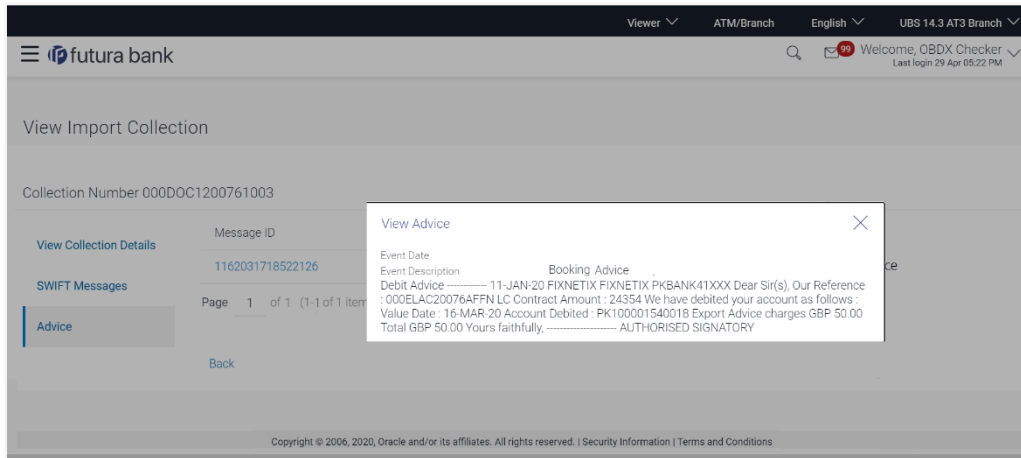 Viewer ATM/Branch English UBS 14.3 AT3 Branch
futura bank
99 Welcome, OBDX Checker
Last login 29 Apr 05:22 PM
View Import Collection
Collection Number 000DOC1200761003
View Collection Details
SWIFT Messages
Advice
Message ID
1162031718522126
Page 1 of 1 (1-1 of 1 item
Back
View Advice
Event Date
Event Description Booking Advice
Debit Advice ----------- 11-JAN-20 FIXNETIX FIXNETIX PKBANK41XXX Dear Sir(s), Our Reference
: 000ELAC20076AFFN LC Contract Amount : 24354 We have debited your account as follows :
Value Date : 16-MAR-20 Account Debited : PK100001540018 Export Advice charges GBP 50.00
Total GBP 50.00 Yours faithfully, -------------------- AUTHORISED SIGNATORY
ce
Copyright © 2006, 2020, Oracle and/or its affiliates. All rights reserved. | Security Information | Terms and Conditions